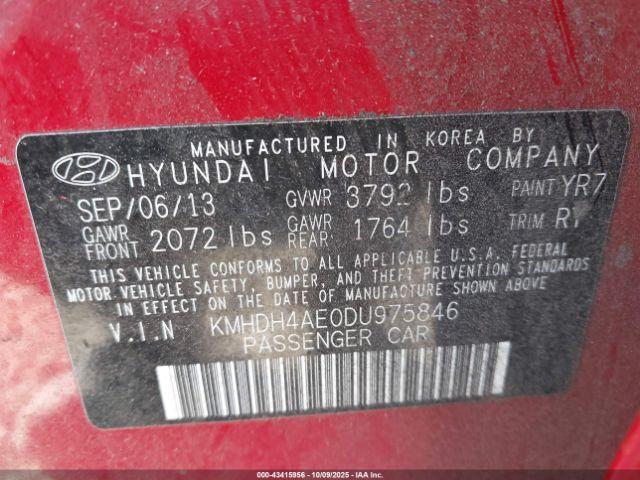 MANUFACTURED IN KOREA BY
HYUNDAI MOTOR COMPANY
SEP/06/13 GVWR 3792 lbs PAINT YR7
GAWR FRONT 2072 lbs GAWR REAR 1764 lbs TRIM RY
THIS VEHICLE CONFORMS TO ALL APPLICABLE U.S.A. FEDERAL
MOTOR VEHICLE SAFETY, BUMPER, AND THEFT PREVENTION STANDARDS
IN EFFECT ON THE DATE OF MANUFACTURE SHOWN ABOVE
V.I.N KMHDH4AE0DU975846
PASSENGER CAR
000-43415956 - 10/09/2025 - COPYRIGHT IAA, LLC.